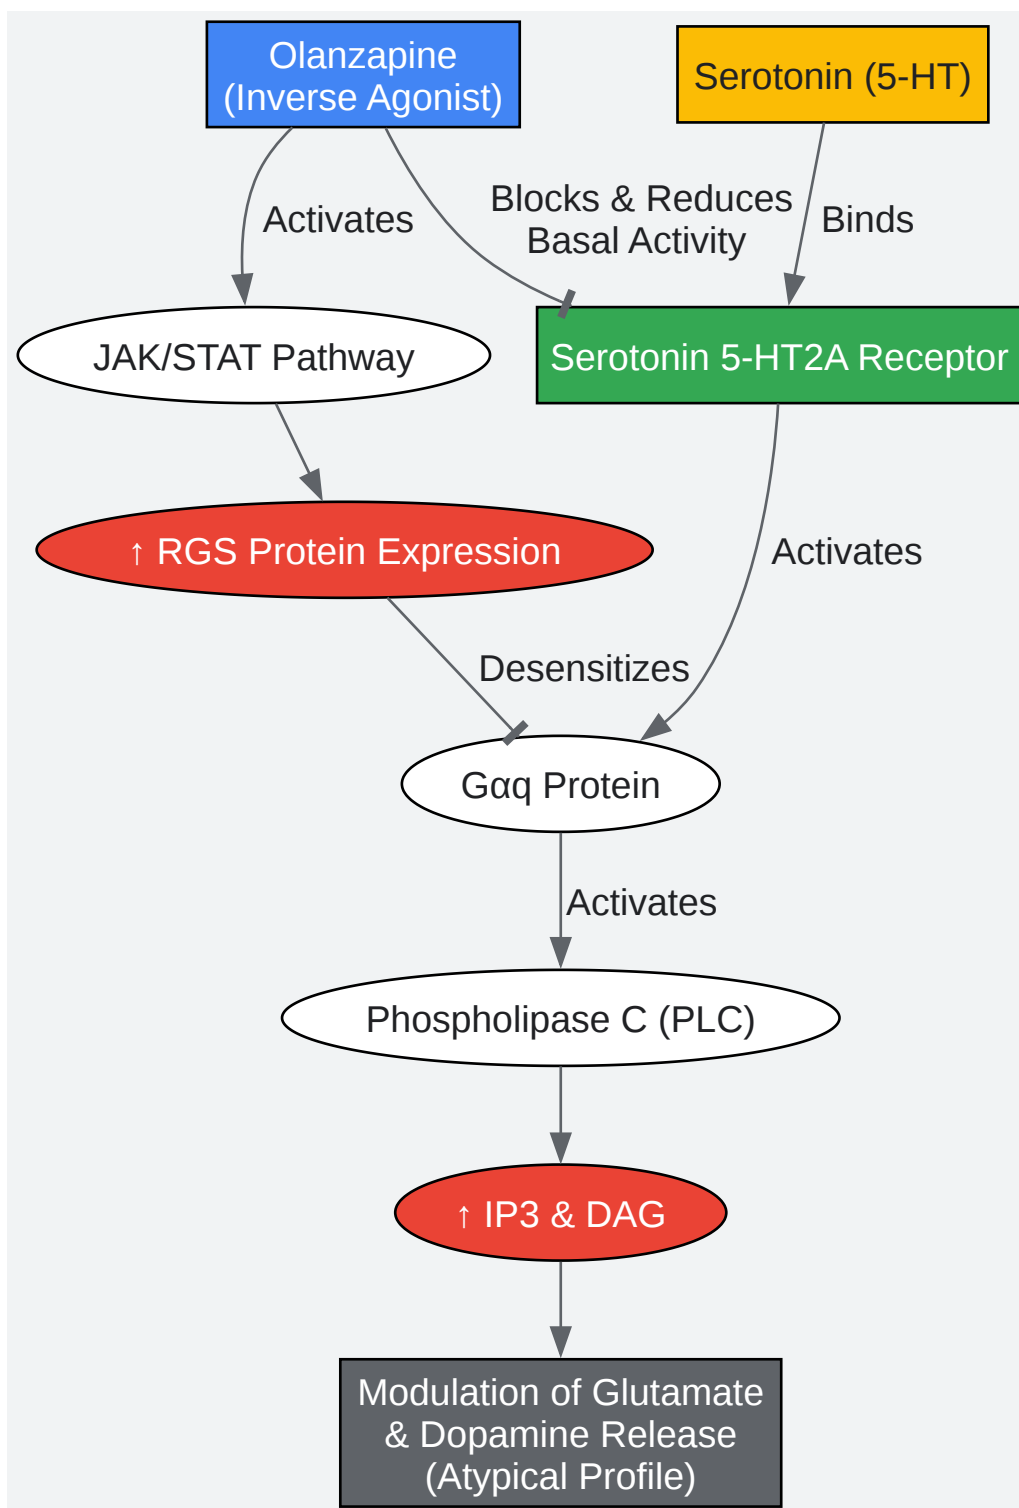 Olanzapine
(Inverse Agonist)
Serotonin (5-HT)
Activates
Blocks & Reduces
Basal Activity
Binds
JAK/STAT Pathway
Serotonin 5-HT2A Receptor
↑ RGS Protein Expression
Activates
Desensitizes
Gαq Protein
Activates
Phospholipase C (PLC)
↑ IP3 & DAG
Modulation of Glutamate
& Dopamine Release
(Atypical Profile)